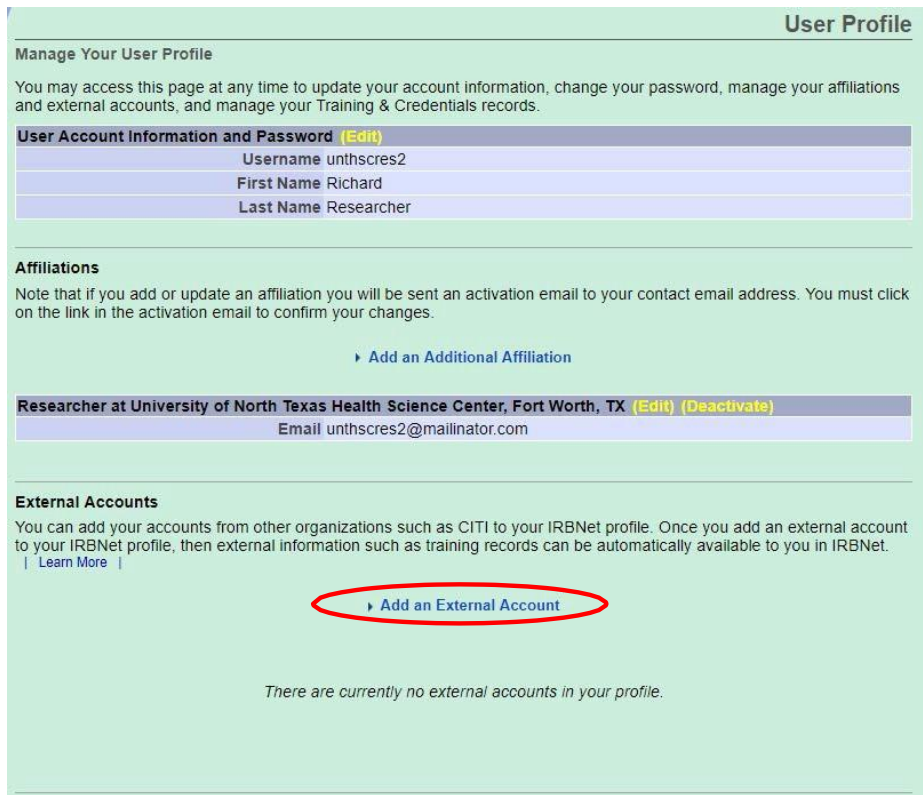 User Profile
Manage Your User Profile
You may access this page at any time to update your account information, change your password, manage your affiliations
and external accounts, and manage your Training & Credentials records.
User Account Information and Password (Edit)
Username unthscres2
First Name Richard
Last Name Researcher
Affiliations
Note that if you add or update an affiliation you will be sent an activation email to your contact email address. You must click
on the link in the activation email to confirm your changes.
Add an Additional Affiliation
Researcher at University of North Texas Health Science Center, Fort Worth, TX (Edit) (Deactivate)
Email unthscres2@mailinator.com
External Accounts
You can add your accounts from other organizations such as CITI to your IRBNet profile. Once you add an external account
to your IRBNet profile, then external information such as training records can be automatically available to you in IRBNet.
| Learn More |
Add an External Account
There are currently no external accounts in your profile.